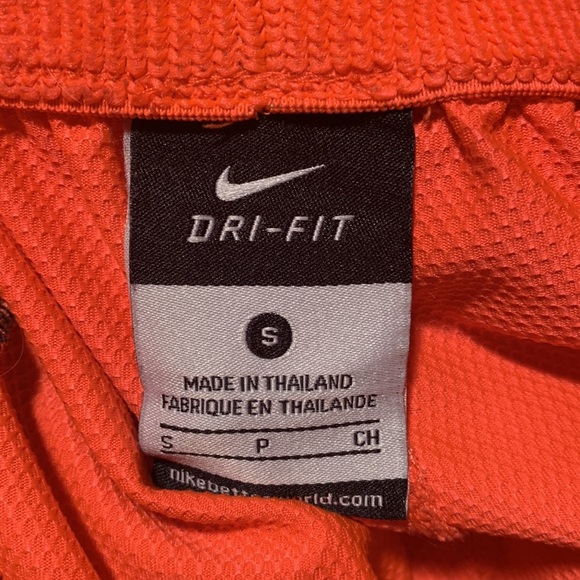 DRI-FIT
S
MADE IN THAILAND
FABRIQUE EN THAILANDE
S P CH